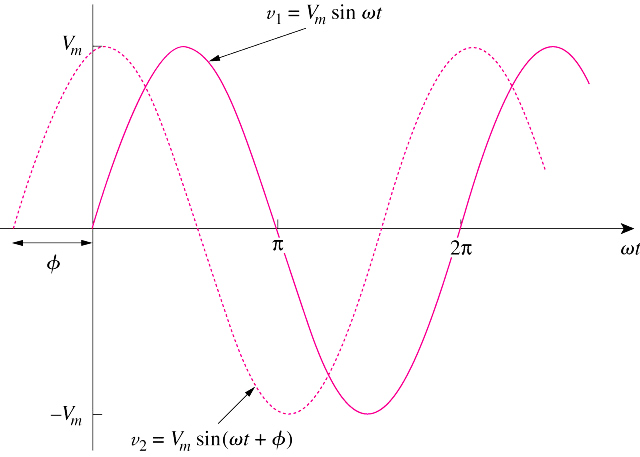 v₁ = Vₘ sin ωt
Vₘ
ϕ
π
2π
ωt
−Vₘ
v₂ = Vₘ sin(ωt + ϕ)